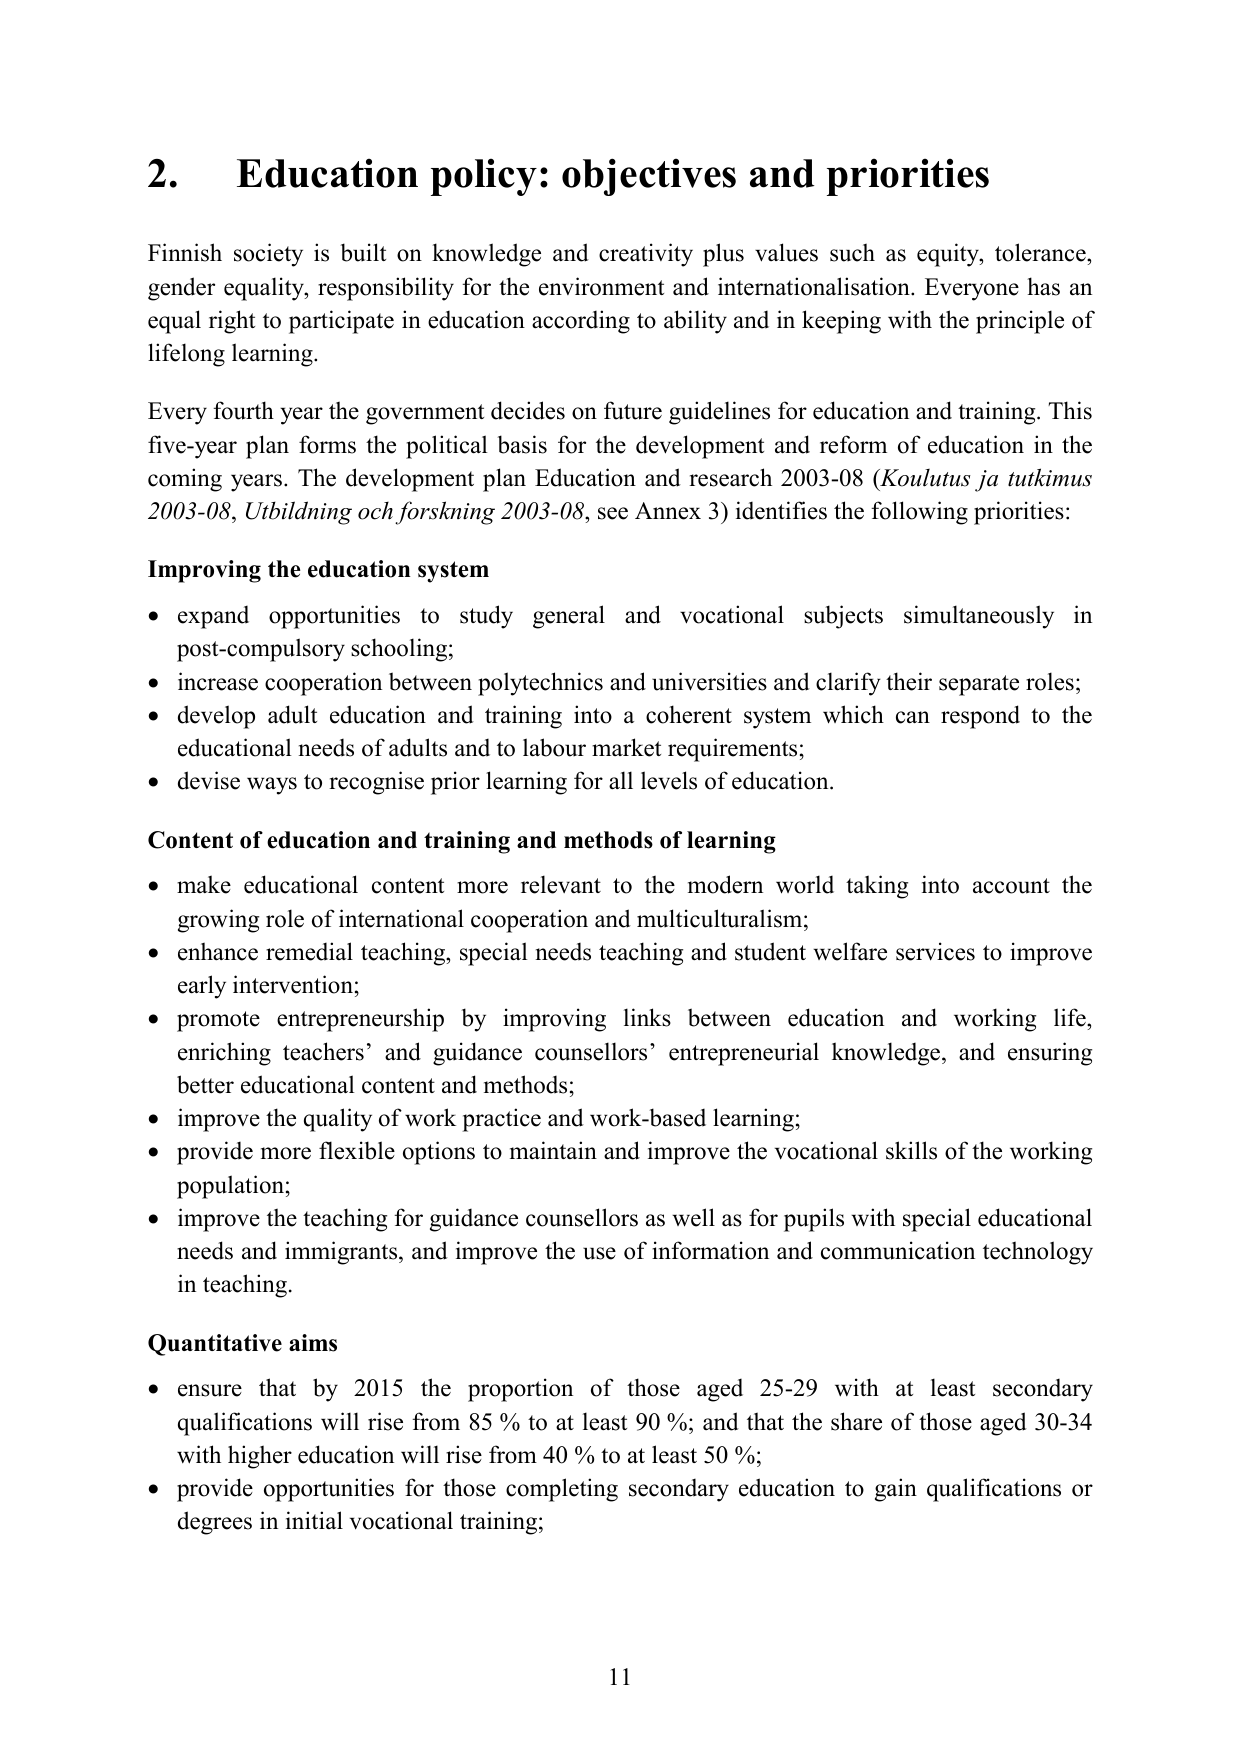 2. Education policy: objectives and priorities
Finnish society is built on knowledge and creativity plus values such as equity, tolerance,
gender equality, responsibility for the environment and internationalisation. Everyone has an
equal right to participate in education according to ability and in keeping with the principle of
lifelong learning.
Every fourth year the government decides on future guidelines for education and training. This
five-year plan forms the political basis for the development and reform of education in the
coming years. The development plan Education and research 2003-08 (Koulutus ja tutkimus
2003-08, Utbildning och forskning 2003-08, see Annex 3) identifies the following priorities:
Improving the education system
• expand opportunities to study general and vocational subjects simultaneously in
post-compulsory schooling;
• increase cooperation between polytechnics and universities and clarify their separate roles;
• develop adult education and training into a coherent system which can respond to the
educational needs of adults and to labour market requirements;
• devise ways to recognise prior learning for all levels of education.
Content of education and training and methods of learning
• make educational content more relevant to the modern world taking into account the
growing role of international cooperation and multiculturalism;
• enhance remedial teaching, special needs teaching and student welfare services to improve
early intervention;
• promote entrepreneurship by improving links between education and working life,
enriching teachers’ and guidance counsellors’ entrepreneurial knowledge, and ensuring
better educational content and methods;
• improve the quality of work practice and work-based learning;
• provide more flexible options to maintain and improve the vocational skills of the working
population;
• improve the teaching for guidance counsellors as well as for pupils with special educational
needs and immigrants, and improve the use of information and communication technology
in teaching.
Quantitative aims
• ensure that by 2015 the proportion of those aged 25-29 with at least secondary
qualifications will rise from 85 % to at least 90 %; and that the share of those aged 30-34
with higher education will rise from 40 % to at least 50 %;
• provide opportunities for those completing secondary education to gain qualifications or
degrees in initial vocational training;
11